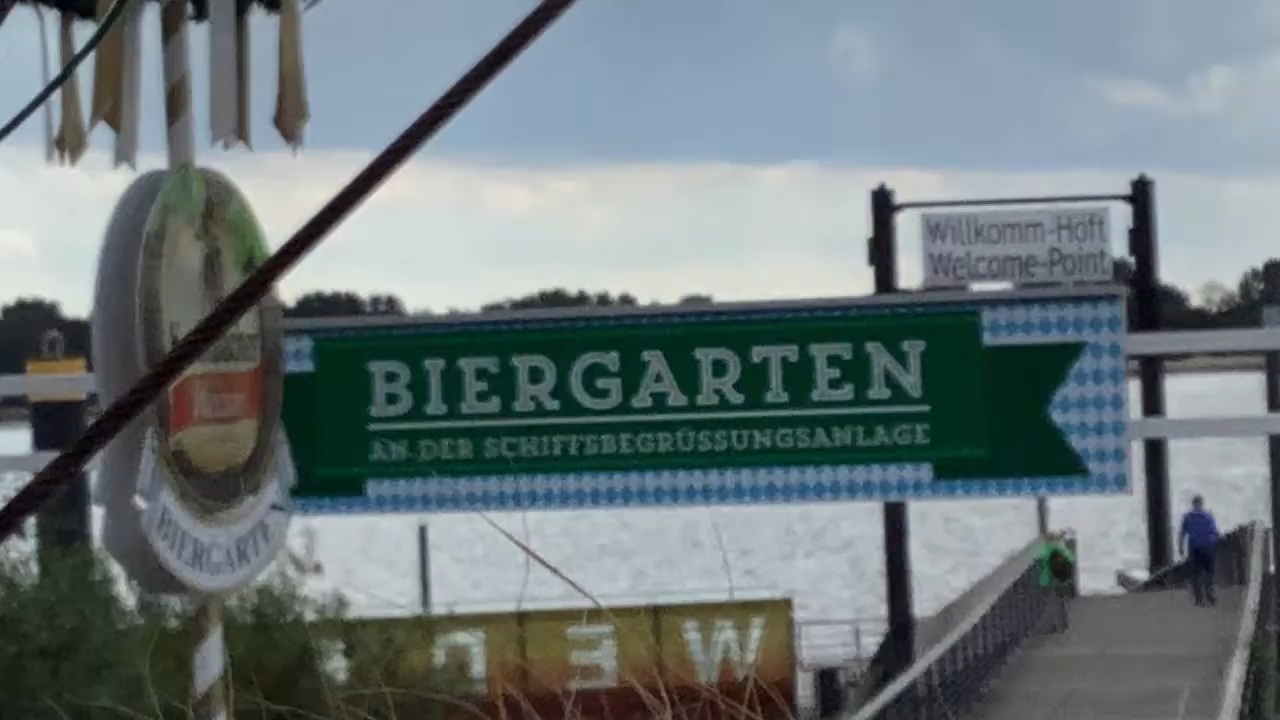 Willkomm-Höft
Welcome-Point
BIERGARTEN
AN DER SCHIFFSBEGRÜSSUNGSANLAGE
BIERGARTEN